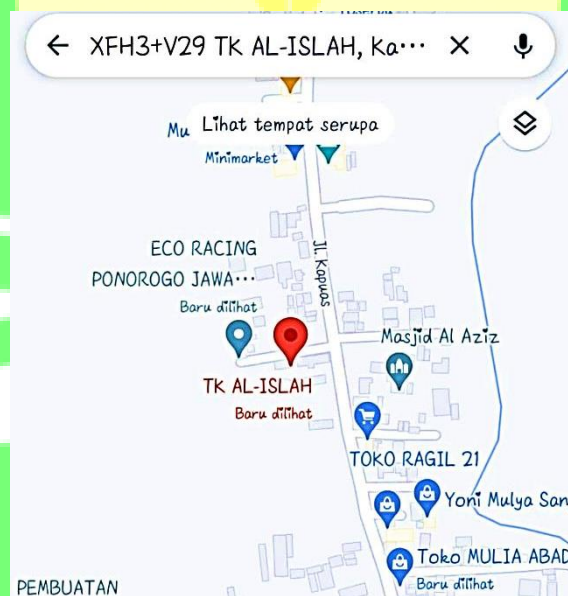 XFH3+V29 TK AL-ISLAH, Ka...
Lihat tempat serupa
Mu
Minimarket
ECO RACING
PONOROGO JAWA...
Baru dilihat
Jl. Kapuas
Masjid Al Aziz
TK AL-ISLAH
Baru dilihat
TOKO RAGIL 21
Yoni Mulya San
Toko MULIA ABAD
Baru dilihat
PEMBUATAN